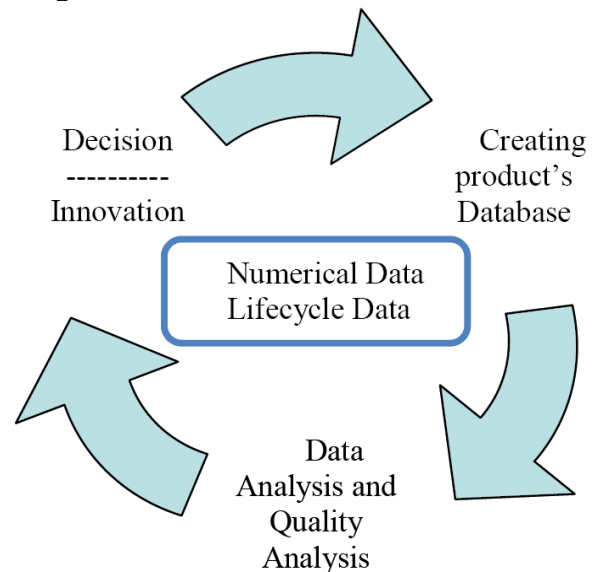 Decision
----------
Innovation
Creating
product’s
Database
Numerical Data
Lifecycle Data
Data
Analysis and
Quality
Analysis